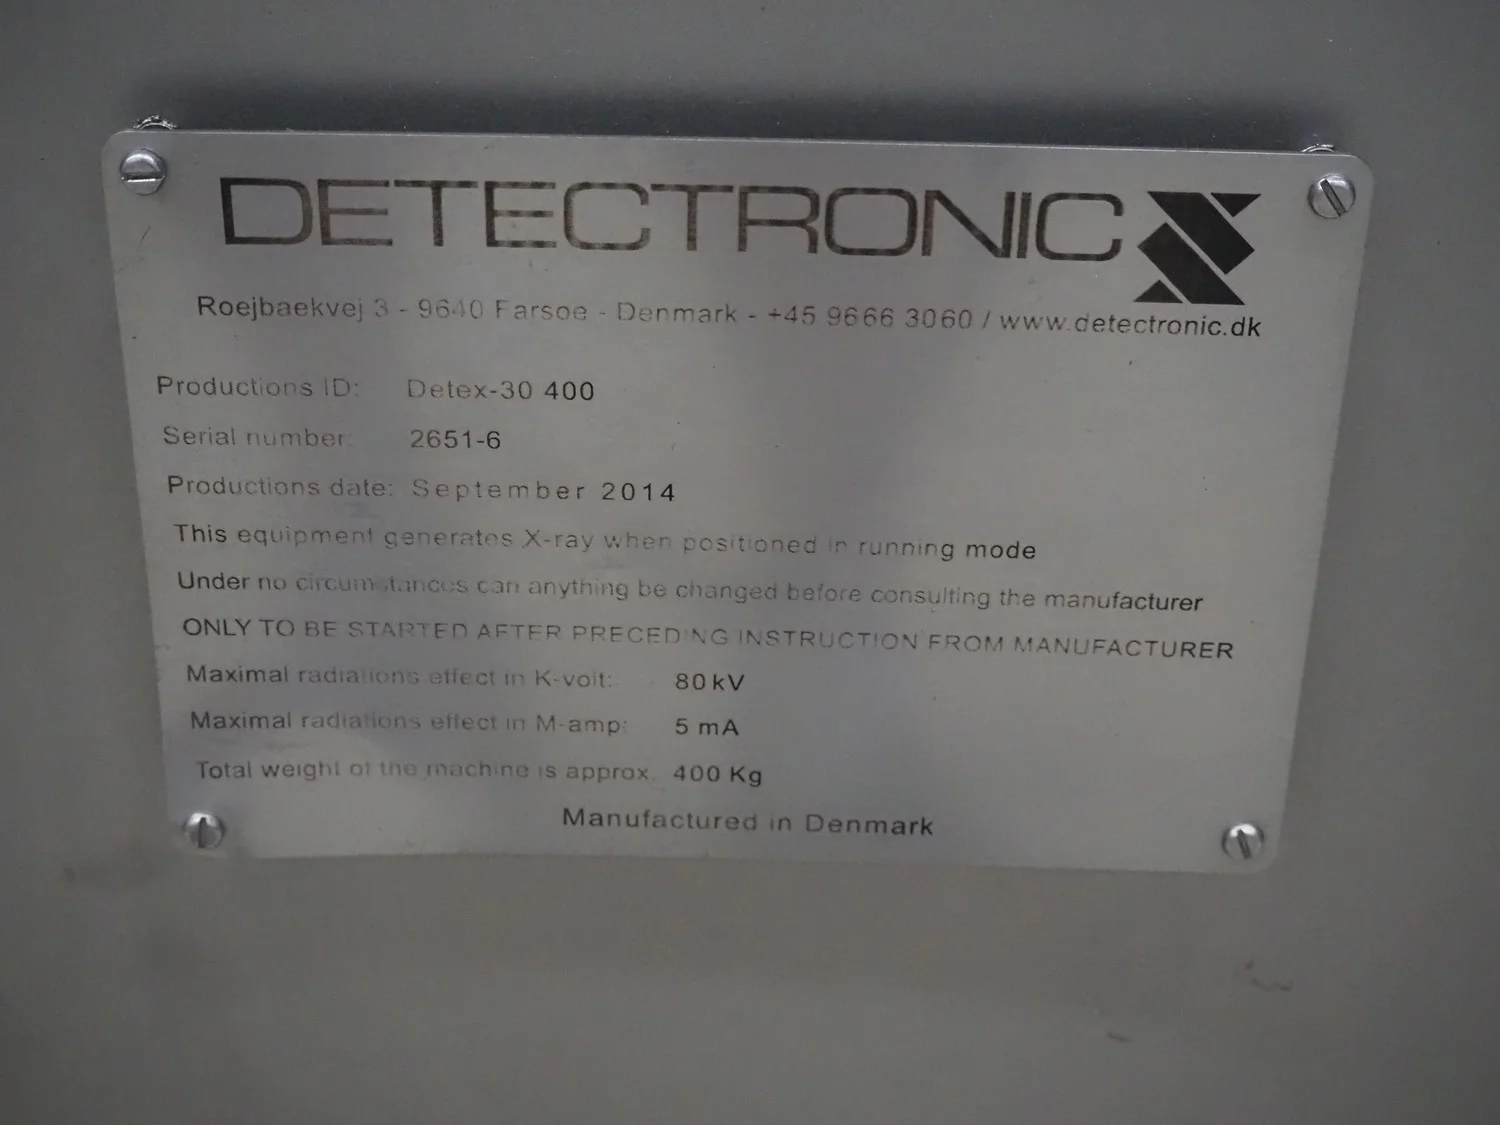 DETECTRONIC
Roejbaekvej 3 - 9640 Farsoe - Denmark - +45 9666 3060 / www.detectronic.dk
Productions ID: Detex-30 400
Serial number: 2651-6
Productions date: September 2014
This equipment generates X-ray when positioned in running mode
Under no circumstances can anything be changed before consulting the manufacturer
ONLY TO BE STARTED AFTER PRECEDING INSTRUCTION FROM MANUFACTURER
Maximal radiations effect in K-volt: 80 kV
Maximal radiations effect in M-amp: 5 mA
Total weight of the machine is approx. 400 Kg
Manufactured in Denmark